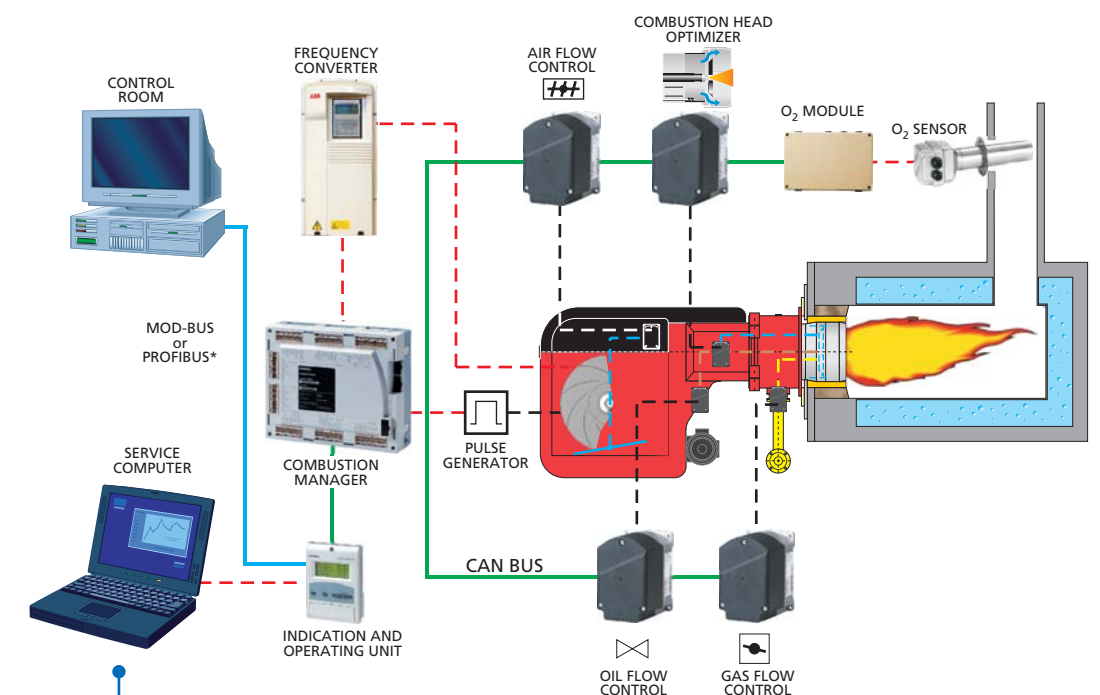 COMBUSTION HEAD
OPTIMIZER
FREQUENCY
CONVERTER
AIR FLOW
CONTROL
CONTROL
ROOM
O₂ MODULE
O₂ SENSOR
ABB
MOD-BUS
or
PROFIBUS*
SERVICE
COMPUTER
COMBUSTION
MANAGER
PULSE
GENERATOR
CAN BUS
INDICATION AND
OPERATING UNIT
OIL FLOW
CONTROL
GAS FLOW
CONTROL